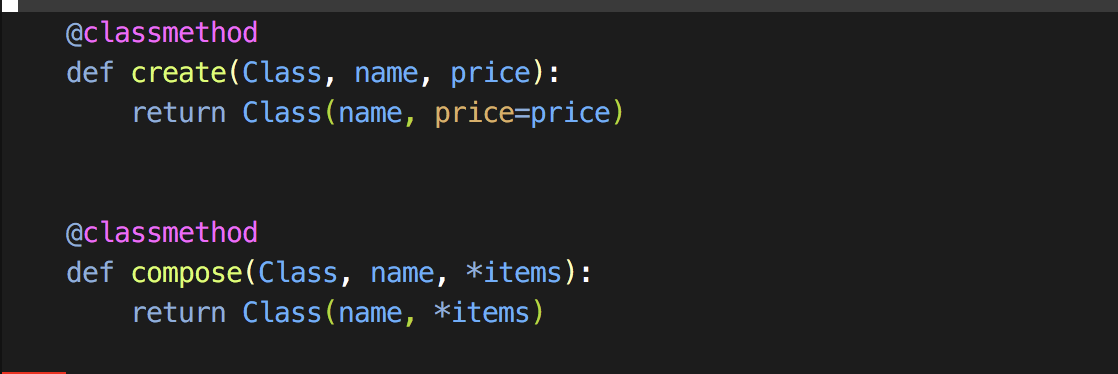 @classmethod
def create(Class, name, price):
return Class(name, price=price)
@classmethod
def compose(Class, name, *items):
return Class(name, *items)